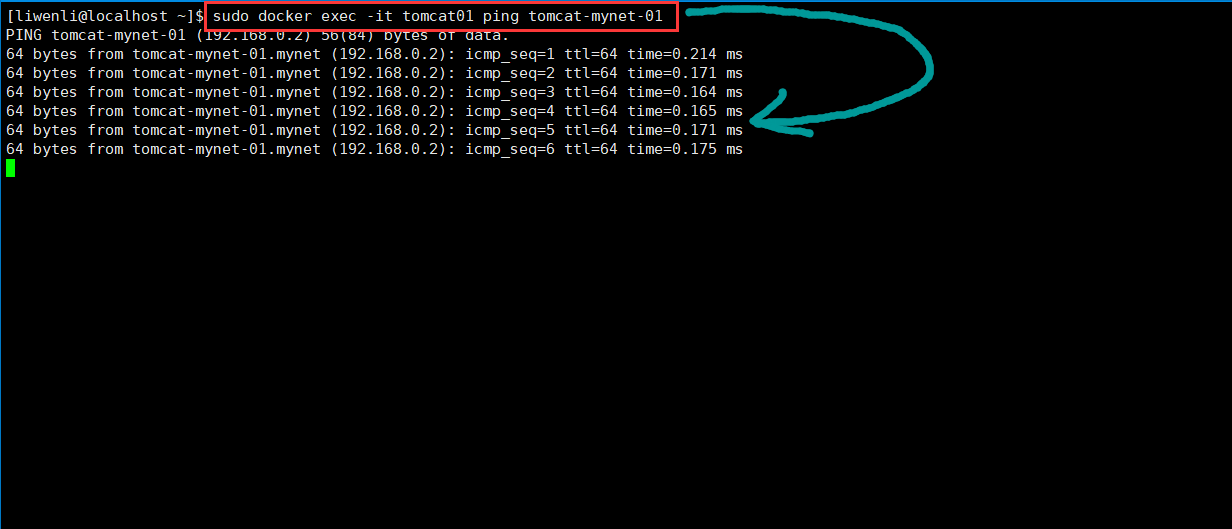 [liwenli@localhost ~]$ sudo docker exec -it tomcat01 ping tomcat-mynet-01
PING tomcat-mynet-01 (192.168.0.2) 56(84) bytes of data.
64 bytes from tomcat-mynet-01.mynet (192.168.0.2): icmp_seq=1 ttl=64 time=0.214 ms
64 bytes from tomcat-mynet-01.mynet (192.168.0.2): icmp_seq=2 ttl=64 time=0.171 ms
64 bytes from tomcat-mynet-01.mynet (192.168.0.2): icmp_seq=3 ttl=64 time=0.164 ms
64 bytes from tomcat-mynet-01.mynet (192.168.0.2): icmp_seq=4 ttl=64 time=0.165 ms
64 bytes from tomcat-mynet-01.mynet (192.168.0.2): icmp_seq=5 ttl=64 time=0.171 ms
64 bytes from tomcat-mynet-01.mynet (192.168.0.2): icmp_seq=6 ttl=64 time=0.175 ms